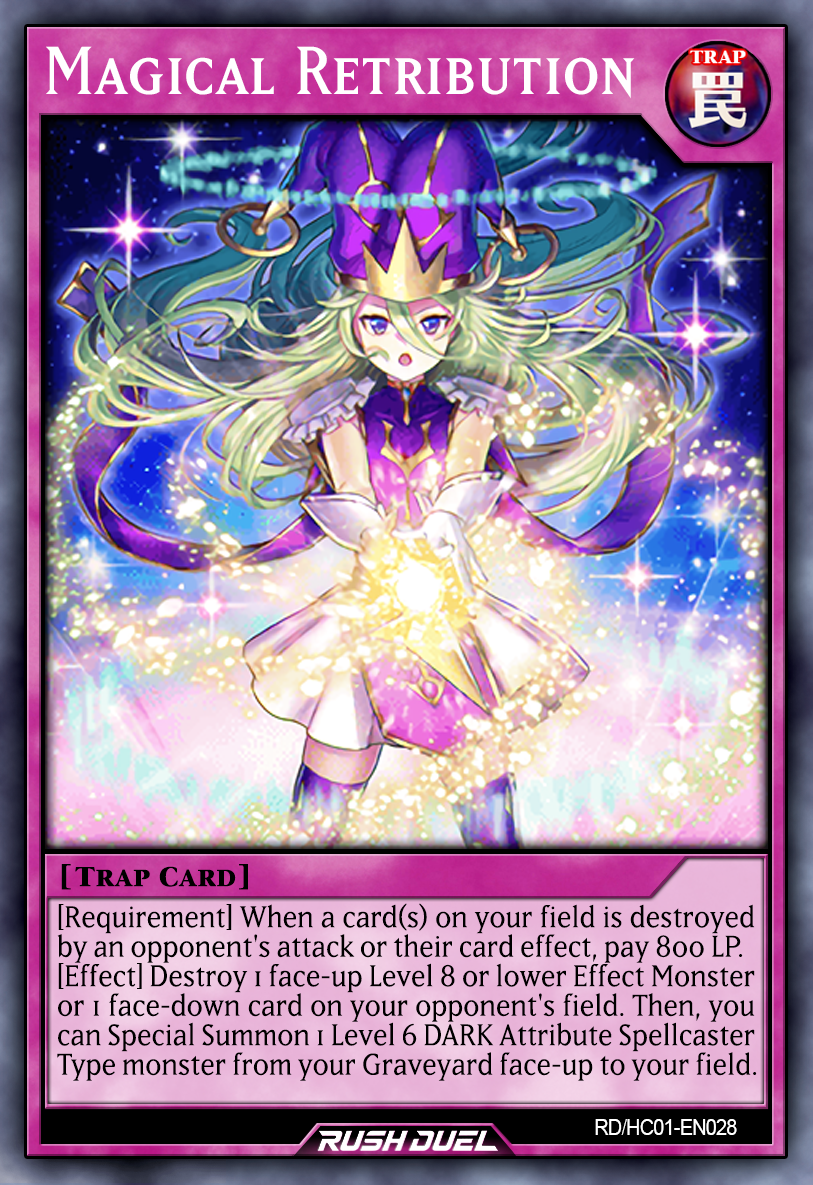 MAGICAL RETRIBUTION
TRAP
罠
[TRAP CARD]
[Requirement] When a card(s) on your field is destroyed
by an opponent's attack or their card effect, pay 800 LP.
[Effect] Destroy 1 face-up Level 8 or lower Effect Monster
or 1 face-down card on your opponent's field. Then, you
can Special Summon 1 Level 6 DARK Attribute Spellcaster
Type monster from your Graveyard face-up to your field.
RD/HC01-EN028
RUSH DUEL